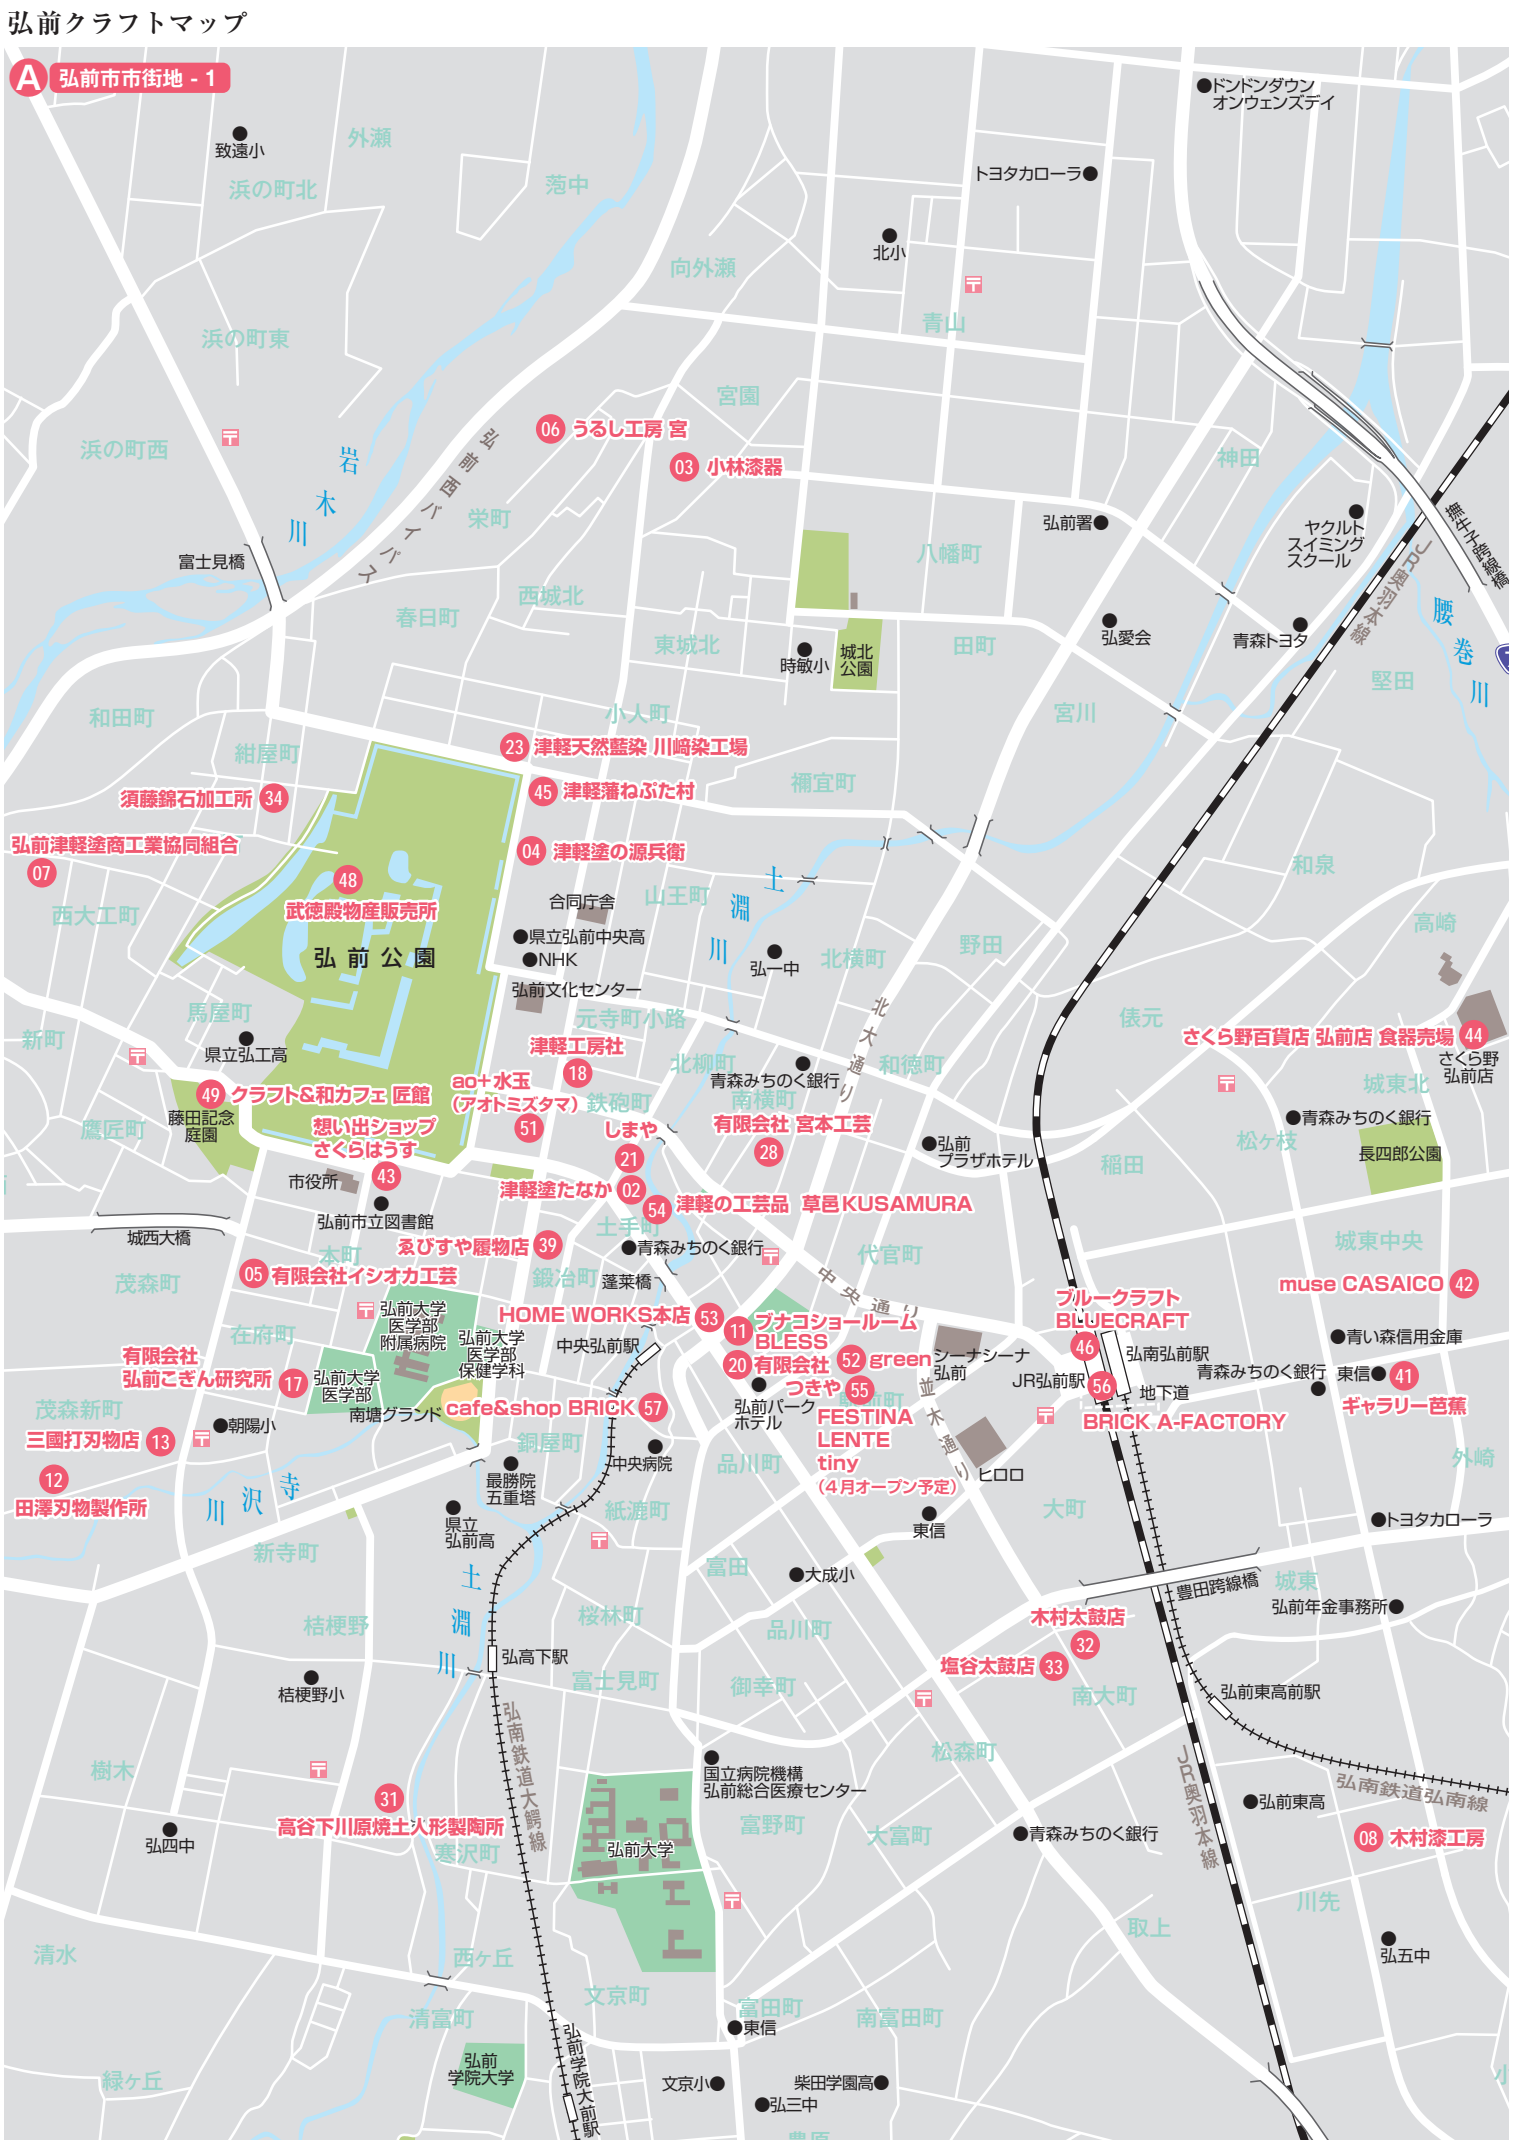 弘前クラフトマップ
A 弘前市市街地 - 1
ドンドンダウン
オンウェンズデイ
致遠小
外瀬
浜の町北
萢中
トヨタカローラ
北小
向外瀬
青山
浜の町東
宮園
06 うるし工房 宮
浜の町西
岩木川
弘前西バイパス
03 小林漆器
神田
栄町
弘前署
ヤクルト
スイミング
スクール
撫牛子跨線橋
JR奥羽本線
富士見橋
八幡町
西城北
春日町
腰巻川
東城北
時敏小
城北
公園
田町
弘愛会
青森トヨタ
堅田
和田町
小人町
宮川
紺屋町
23 津軽天然藍染 川﨑染工場
禰宜町
須藤錦石加工所 34
45 津軽藩ねぷた村
弘前津軽塗商工業協同組合
07
04 津軽塗の源兵衛
和泉
48
武徳殿物産販売所
土淵川
山王町
合同庁舎
西大工町
高崎
県立弘前中央高
弘前公園
NHK
弘一中
北横町
野田
弘前文化センター
北大通り
馬屋町
元寺町小路
俵元
新町
県立弘工高
津軽工房社
18
北柳町
和徳町
さくら野百貨店 弘前店 食器売場 44
さくら野
弘前店
青森みちのく銀行
ao+水玉
(アオトミズタマ)
51
鉄砲町
南横町
城東北
49 クラフト&和カフェ 匠館
藤田記念
庭園
鷹匠町
想い出ショップ
さくらはうす
43
しまや
21
有限会社 宮本工芸
28
青森みちのく銀行
松ヶ枝
長四郎公園
弘前
プラザホテル
稲田
市役所
津軽塗たなか 02
54 津軽の工芸品 草邑KUSAMURA
弘前市立図書館
土手町
城西大橋
本町
ゑびすや履物店 39
青森みちのく銀行
代官町
城東中央
05 有限会社イシオカ工芸
茂森町
鍛冶町
蓬莱橋
中央通り
muse CASAICO 42
ブルークラフト
BLUECRAFT
46
弘前大学
医学部
附属病院
HOME WORKS本店 53
11 ブナコショールーム
BLESS
在府町
弘前大学
医学部
保健学科
中央弘前駅
シーナシーナ
弘前
弘南弘前駅
青い森信用金庫
有限会社
弘前こぎん研究所 17
弘前大学
医学部
20 有限会社
つきや
52 green
JR弘前駅 56
地下道
青森みちのく銀行
東信
41
ギャラリー芭蕉
茂森新町
南塘グランド
cafe&shop BRICK 57
弘前パーク
ホテル
55
FESTINA
LENTE
tiny
(4月オープン予定)
駅前町
並木通り
BRICK A-FACTORY
朝陽小
三國打刃物店 13
銅屋町
中央病院
品川町
ヒロロ
外崎
12
田澤刃物製作所
寺沢川
最勝院
五重塔
県立
弘前高
紙漉町
東信
大町
トヨタカローラ
新寺町
富田
大成小
土淵川
豊田跨線橋
城東
弘前年金事務所
桔梗野
桜林町
品川町
木村太鼓店
32
塩谷太鼓店 33
弘高下駅
富士見町
御幸町
南大町
桔梗野小
弘前東高前駅
弘南鉄道大鰐線
松森町
樹木
国立病院機構
弘前総合医療センター
JR奥羽本線
弘南鉄道弘南線
31
高谷下川原焼土人形製陶所
弘四中
富野町
大富町
青森みちのく銀行
弘前東高
08 木村漆工房
寒沢町
弘前大学
川先
取上
清水
西ヶ丘
弘五中
文京町
富田町
清富町
南富田町
東信
弘前学院大前駅
弘前
学院大学
緑ヶ丘
文京小
柴田学園高
弘三中
豊原